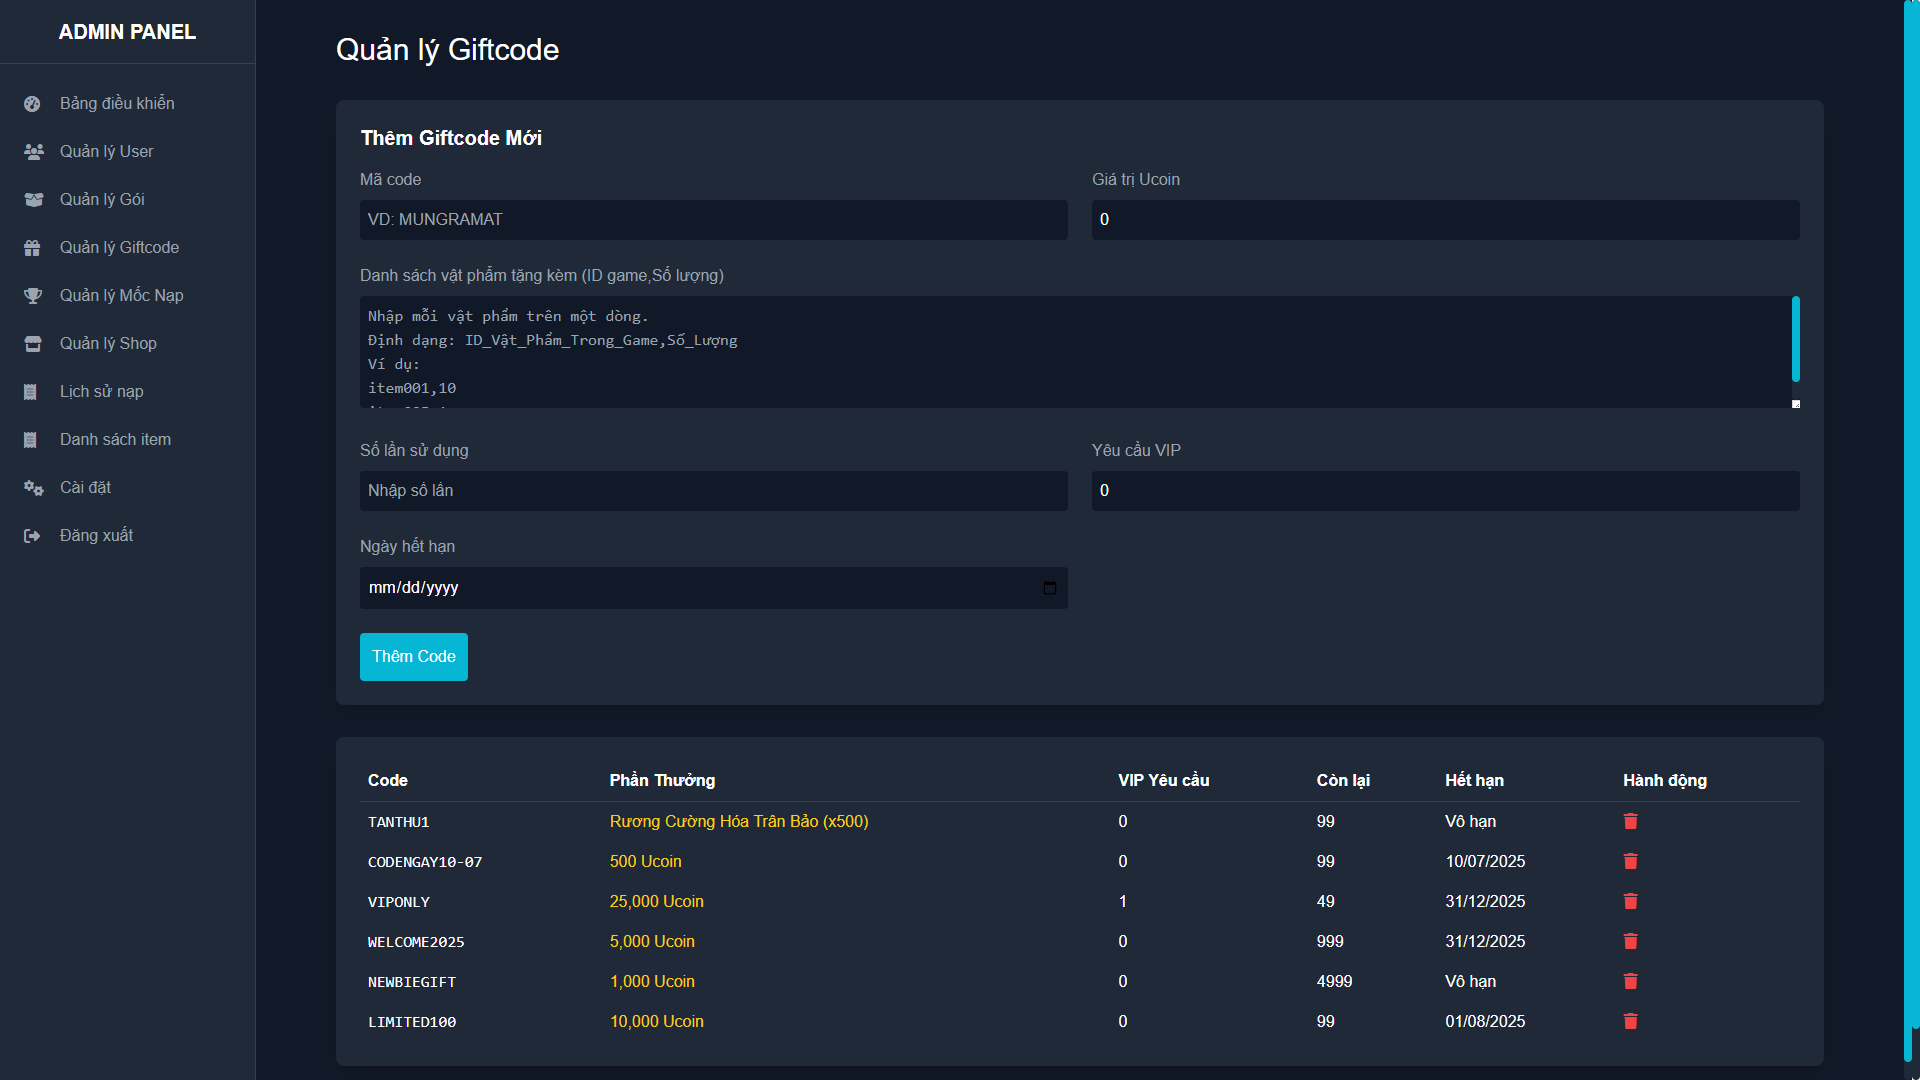 ADMIN PANEL
Bảng điều khiển
Quản lý User
Quản lý Gói
Quản lý Giftcode
Quản lý Mốc Nạp
Quản lý Shop
Lịch sử nạp
Danh sách item
Cài đặt
Đăng xuất
Quản lý Giftcode
Thêm Giftcode Mới
Mã code
VD: MUNGRAMAT
Giá trị Ucoin
0
Danh sách vật phẩm tặng kèm (ID game,Số lượng)
Nhập mỗi vật phẩm trên một dòng.
Định dạng: ID_Vật_Phẩm_Trong_Game,Số_Lượng
Ví dụ:
item001,10
Số lần sử dụng
Nhập số lần
Yêu cầu VIP
0
Ngày hết hạn
mm/dd/yyyy
Thêm Code
Code Phần Thưởng VIP Yêu cầu Còn lại Hết hạn Hành động
TANTHU1 Rương Cường Hóa Trân Bảo (x500) 0 99 Vô hạn
CODENGAY10-07 500 Ucoin 0 99 10/07/2025
VIPONLY 25,000 Ucoin 1 49 31/12/2025
WELCOME2025 5,000 Ucoin 0 999 31/12/2025
NEWBIEGIFT 1,000 Ucoin 0 4999 Vô hạn
LIMITED100 10,000 Ucoin 0 99 01/08/2025